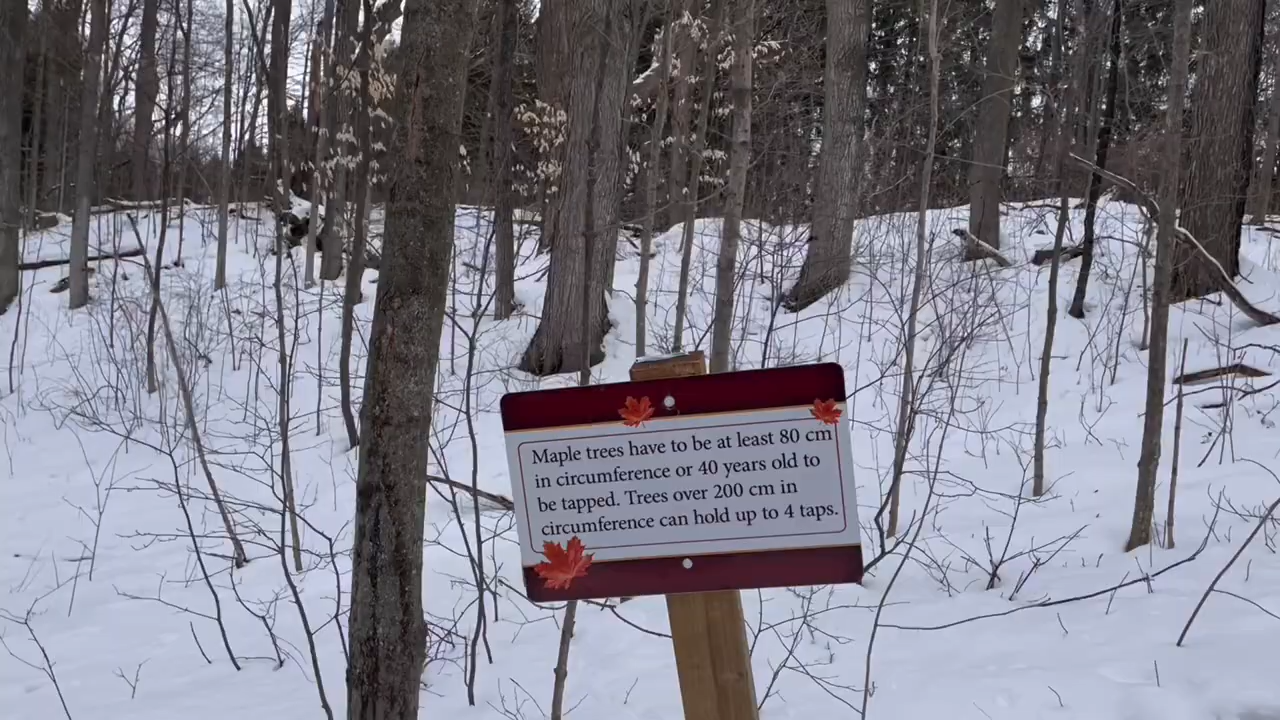 Maple trees have to be at least 80 cm
in circumference or 40 years old to
be tapped. Trees over 200 cm in
circumference can hold up to 4 taps.